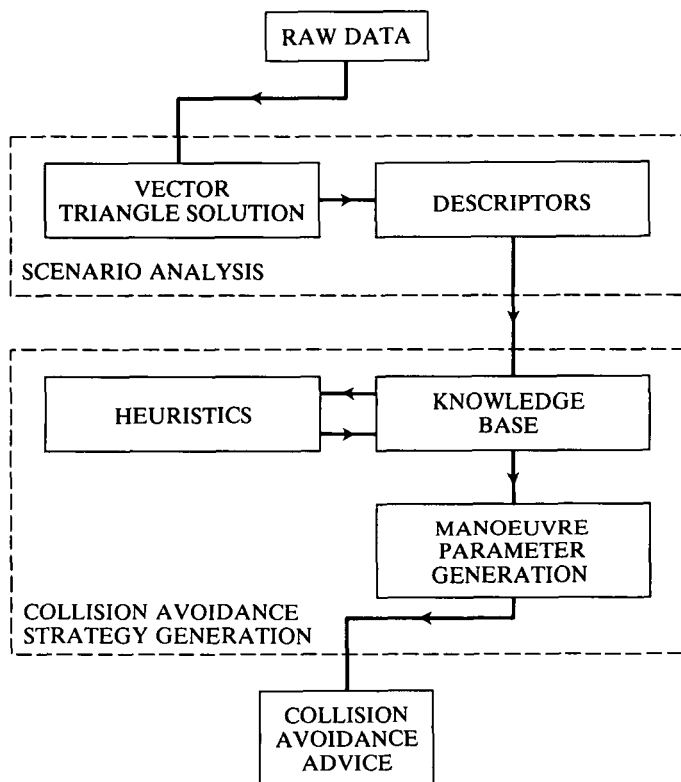 RAW DATA
VECTOR
TRIANGLE SOLUTION
DESCRIPTORS
SCENARIO ANALYSIS
HEURISTICS
KNOWLEDGE
BASE
MANOEUVRE
PARAMETER
GENERATION
COLLISION AVOIDANCE
STRATEGY GENERATION
COLLISION
AVOIDANCE
ADVICE